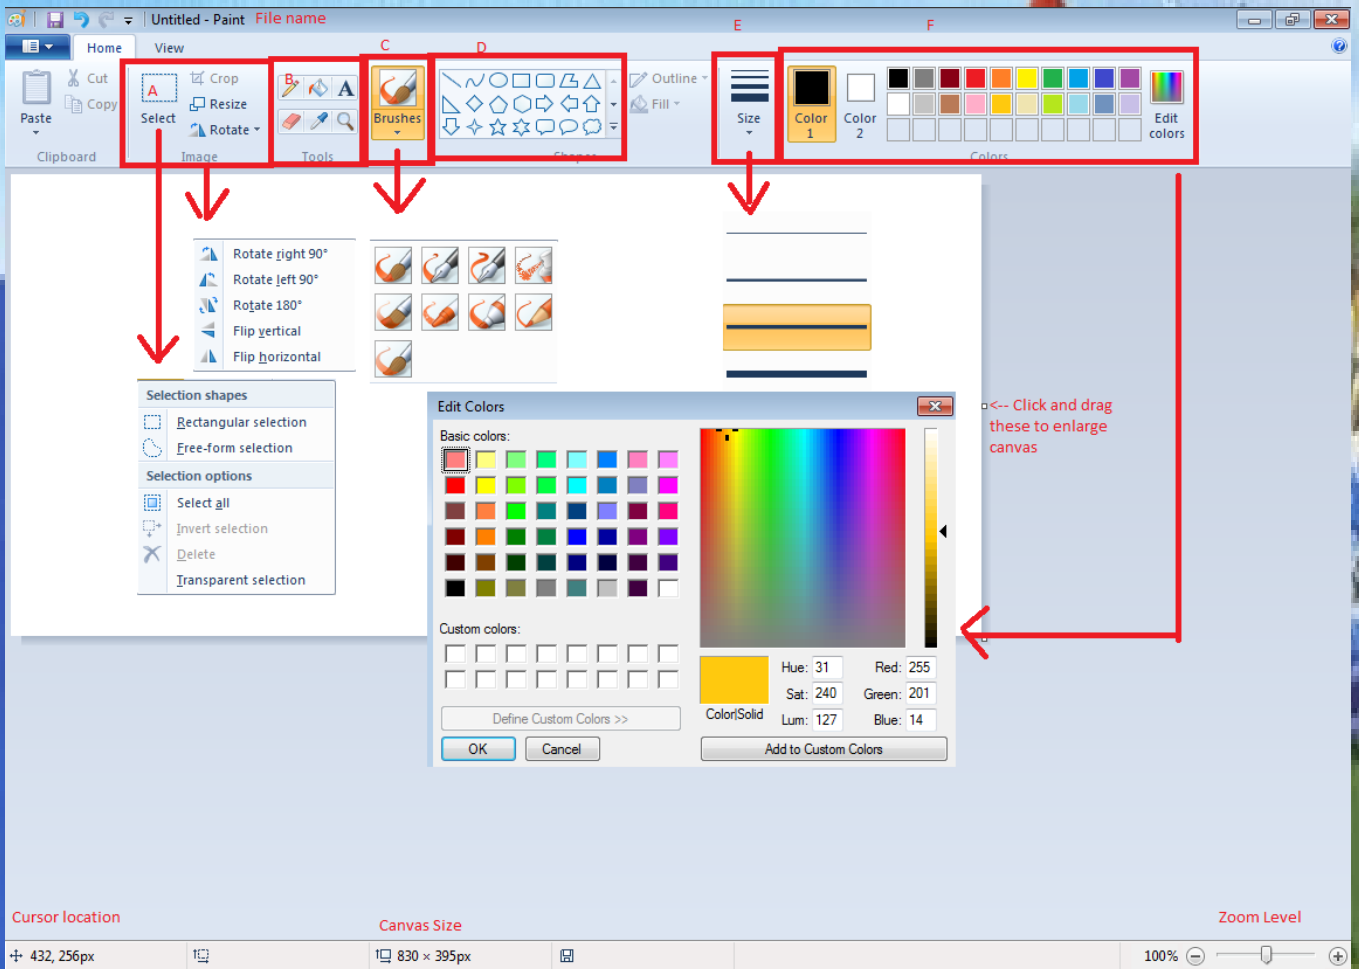 Untitled - Paint File name
E
F
Home View
C
D
Cut
Copy
Paste
Clipboard
A
Select
Crop
Resize
Rotate
Image
B
A
Tools
Brushes
Outline
Fill
Size
Color
1
Color
2
Edit
colors
Colors
Rotate right 90°
Rotate left 90°
Rotate 180°
Flip vertical
Flip horizontal
Selection shapes
Rectangular selection
Free-form selection
Selection options
Select all
Invert selection
Delete
Transparent selection
Edit Colors
Basic colors:
Custom colors:
Define Custom Colors >>
OK Cancel
Color|Solid
Hue: 31 Red: 255
Sat: 240 Green: 201
Lum: 127 Blue: 14
Add to Custom Colors
<-- Click and drag
these to enlarge
canvas
Cursor location
Canvas Size
Zoom Level
432, 256px
830 × 395px
100%